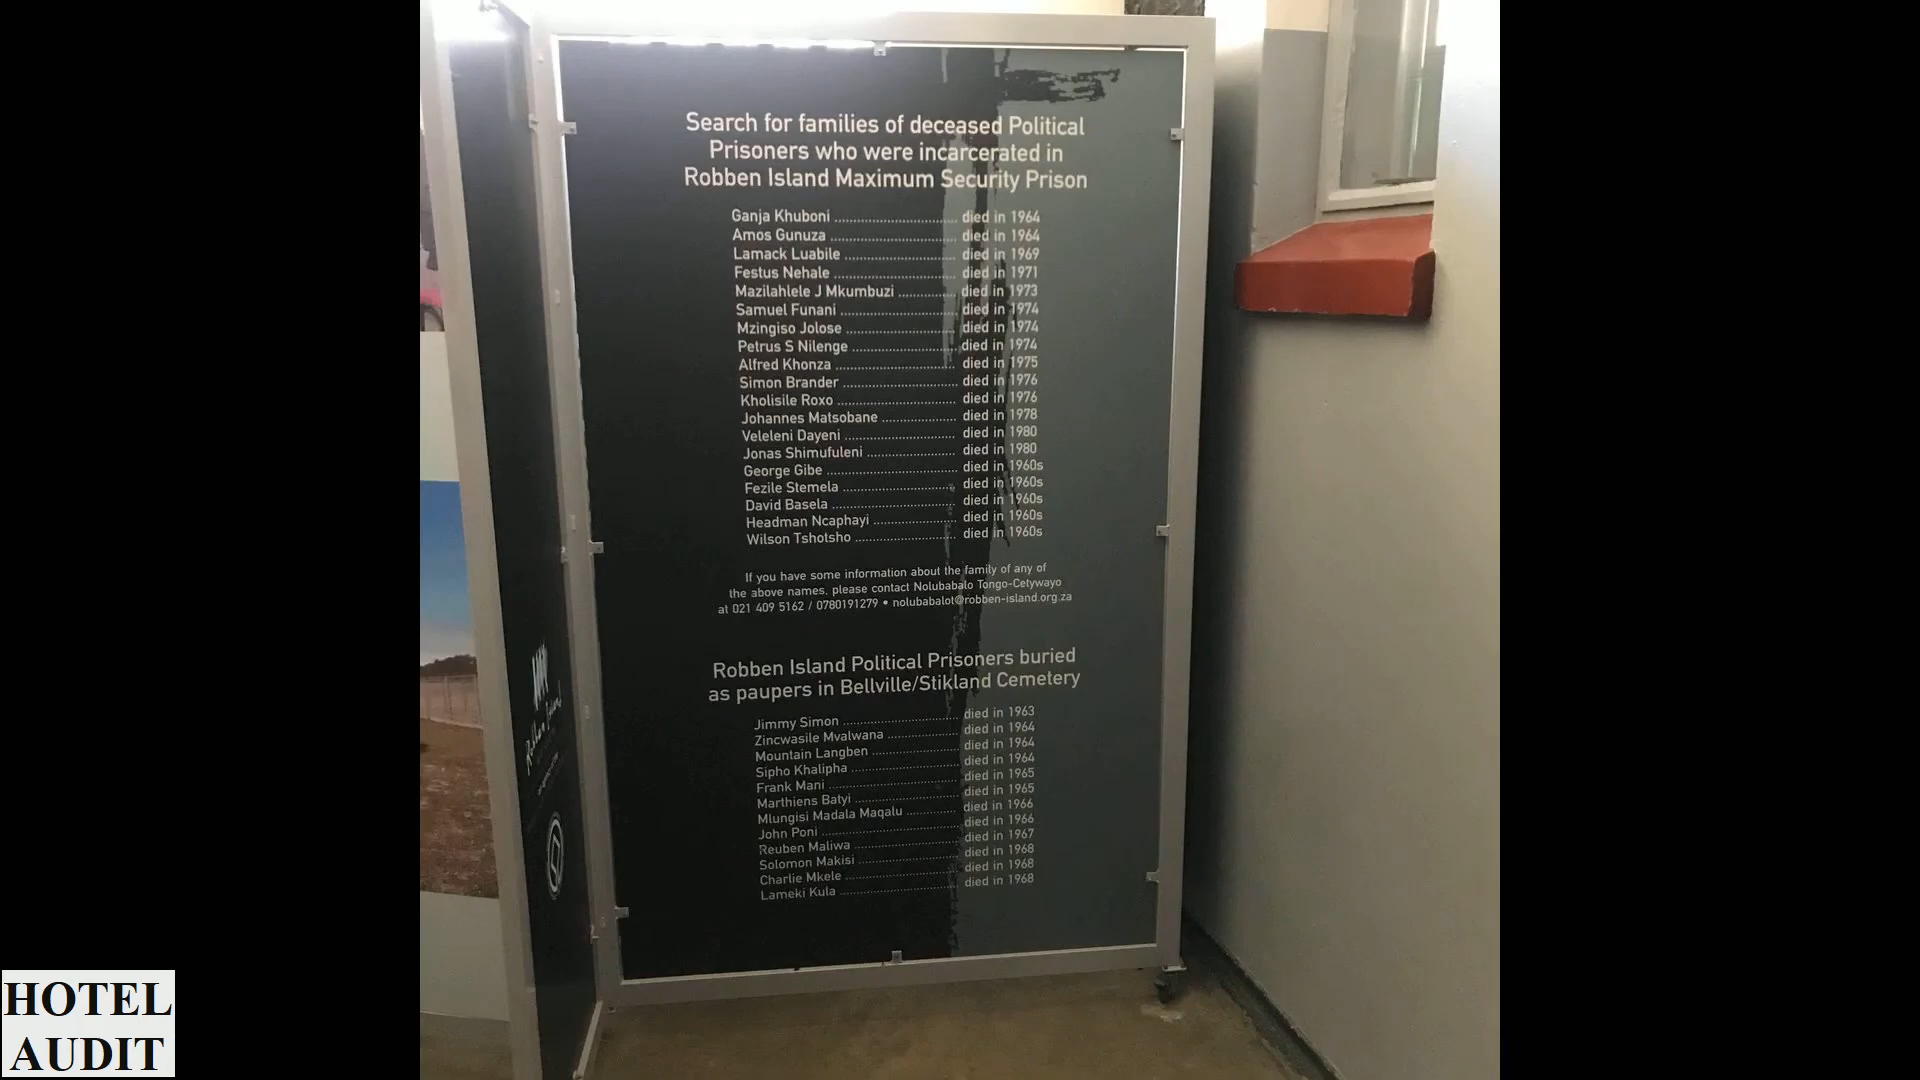 Search for families of deceased Political
Prisoners who were incarcerated in
Robben Island Maximum Security Prison
Ganja Khuboni ............................... died in 1964
Amos Gunuza ............................... died in 1964
Lamack Luabile ........................... died in 1969
Festus Nehale .............................. died in 1971
Mazilahlele J Mkumbuzi .............. died in 1973
Samuel Funani ........................... died in 1974
Mzingiso Jolose ........................... died in 1974
Petrus S Nilenge .......................... died in 1974
Alfred Khonza .............................. died in 1975
Simon Brander ............................ died in 1976
Kholisile Roxo .............................. died in 1976
Johannes Matsobane .................. died in 1978
Veleleni Dayeni ............................ died in 1980
Jonas Shimufuleni ...................... died in 1980
George Gibe ................................. died in 1960s
Fezile Stemela ............................ died in 1960s
David Basela ............................... died in 1960s
Headman Ncaphayi ..................... died in 1960s
Wilson Tshotsho .......................... died in 1960s
If you have some information about the family of any of
the above names, please contact Nolubabalo Tongo-Cetywayo
at 021 409 5162 / 0780191279 • nolubabalot@robben-island.org.za
Robben Island Political Prisoners buried
as paupers in Bellville/Stikland Cemetery
Jimmy Simon ............................... died in 1963
Zincwasile Mvalwana .................. died in 1964
Mountain Langben ...................... died in 1964
Sipho Khalipha ............................ died in 1964
Frank Mani .................................. died in 1965
Marthiens Batyi ........................... died in 1965
Mlungisi Madala Maqalu .............. died in 1966
John Poni .................................... died in 1966
Reuben Maliwa ............................ died in 1967
Solomon Makisi ........................... died in 1968
Charlie Mkele .............................. died in 1968
Lameki Kula ................................ died in 1968
Robben Island
HOTEL
AUDIT